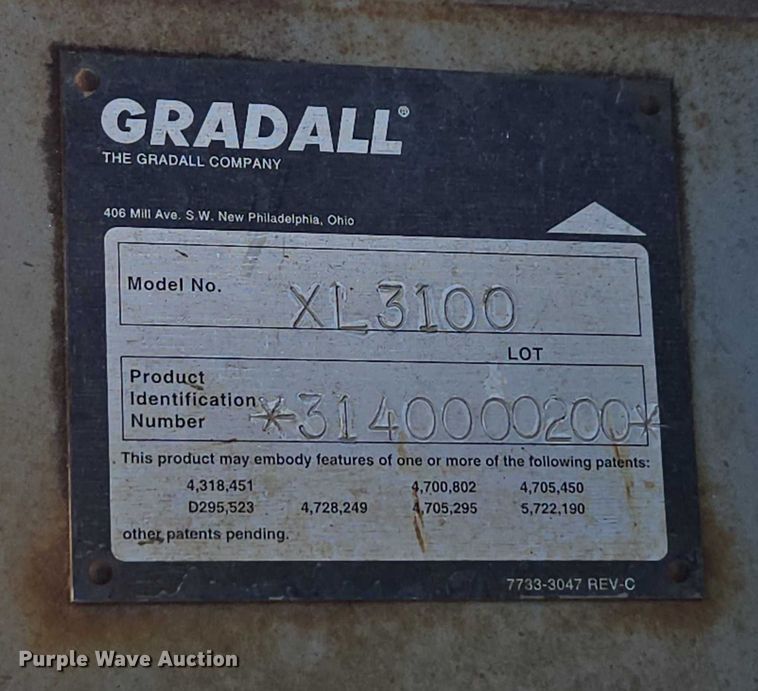 GRADALL®
THE GRADALL COMPANY
406 Mill Ave. S.W. New Philadelphia, Ohio
Model No. XL3100
LOT
Product
Identification
Number *3140000200*
This product may embody features of one or more of the following patents:
4,318,451 4,700,802 4,705,450
D295,523 4,728,249 4,705,295 5,722,190
other patents pending.
7733-3047 REV-C
Purple Wave Auction